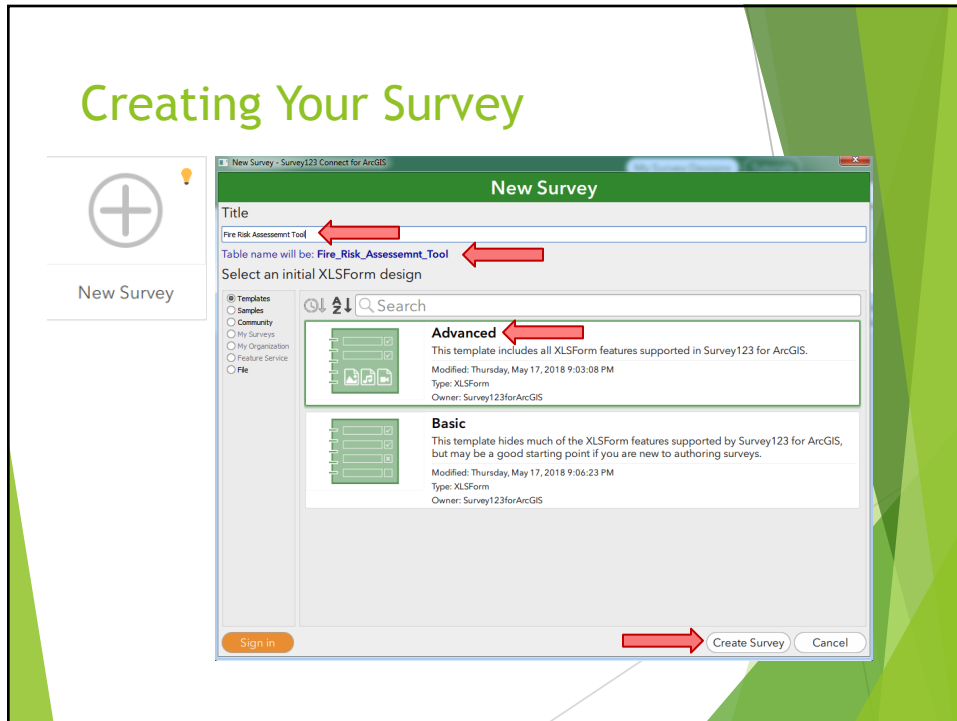 Creating Your Survey
New Survey
New Survey - Survey123 Connect for ArcGIS
New Survey
Title
Fire Risk Assessemnt Tool
Table name will be: Fire_Risk_Assessemnt_Tool
Select an initial XLSForm design
Templates
Samples
Community
My Surveys
My Organization
Feature Service
File
Search
Advanced
This template includes all XLSForm features supported in Survey123 for ArcGIS.
Modified: Thursday, May 17, 2018 9:03:08 PM
Type: XLSForm
Owner: Survey123forArcGIS
Basic
This template hides much of the XLSForm features supported by Survey123 for ArcGIS,
but may be a good starting point if you are new to authoring surveys.
Modified: Thursday, May 17, 2018 9:06:23 PM
Type: XLSForm
Owner: Survey123forArcGIS
Sign in
Create Survey
Cancel